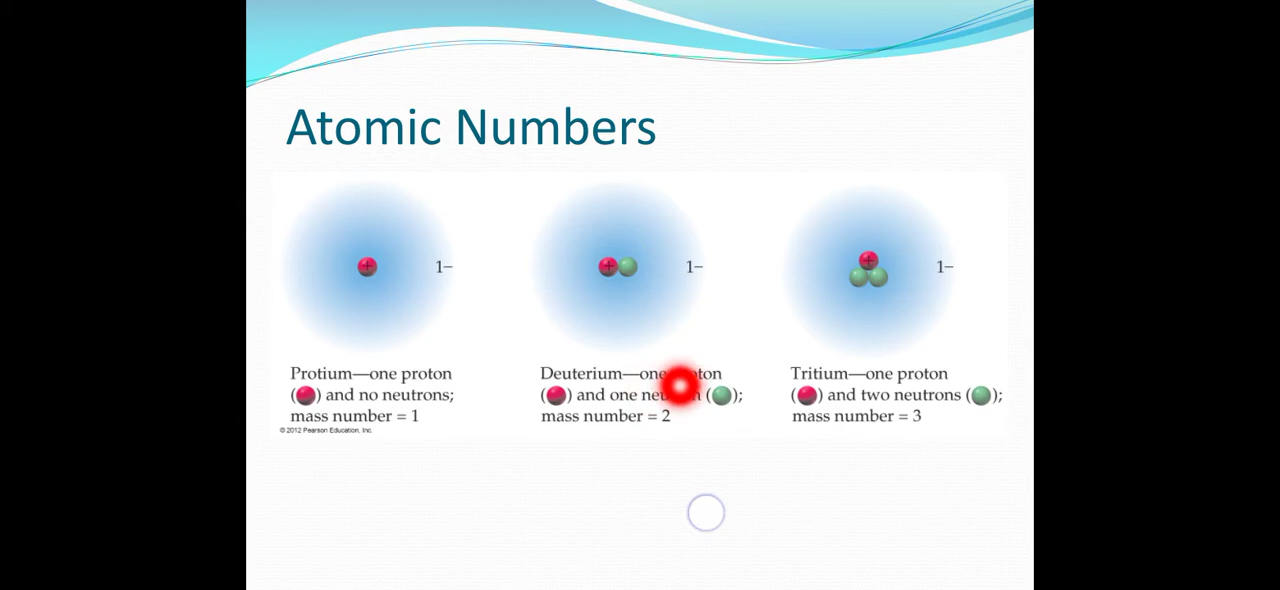 Atomic Numbers
+ 1–
+ 1–
+ 1–
Protium—one proton
( ) and no neutrons;
mass number = 1
Deuterium—one
( ) and one ( );
mass number = 2
Tritium—one proton
( ) and two neutrons ( );
mass number = 3
© 2012 Pearson Education, Inc.